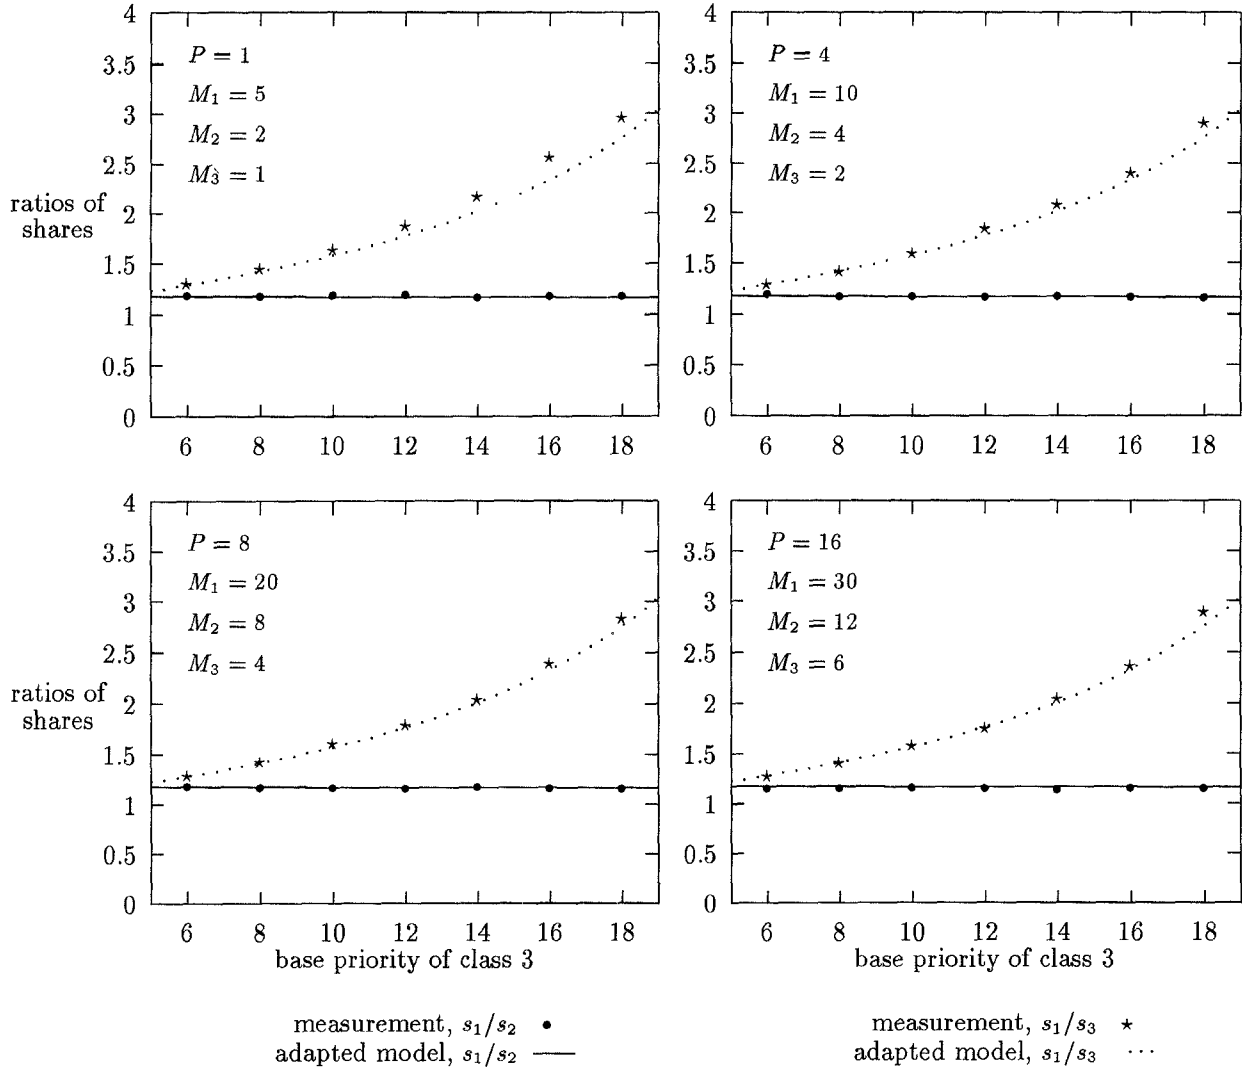 4
3.5
3
2.5
2
1.5
1
0.5
0
P = 1
M₁ = 5
M₂ = 2
M₃ = 1
ratios of
shares
6 8 10 12 14 16 18
4
3.5
3
2.5
2
1.5
1
0.5
0
P = 4
M₁ = 10
M₂ = 4
M₃ = 2
6 8 10 12 14 16 18
4
3.5
3
2.5
2
1.5
1
0.5
0
P = 8
M₁ = 20
M₂ = 8
M₃ = 4
ratios of
shares
6 8 10 12 14 16 18
base priority of class 3
4
3.5
3
2.5
2
1.5
1
0.5
0
P = 16
M₁ = 30
M₂ = 12
M₃ = 6
6 8 10 12 14 16 18
base priority of class 3
measurement, s₁/s₂
adapted model, s₁/s₂
measurement, s₁/s₃
adapted model, s₁/s₃